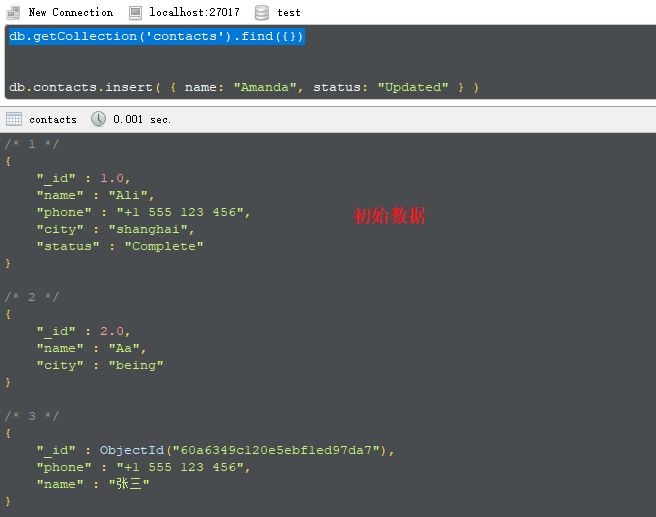 New Connection localhost:27017 test
db.getCollection('contacts').find({})
db.contacts.insert( { name: "Amanda", status: "Updated" } )
contacts 0.001 sec.
/* 1 */
{
    "_id" : 1.0,
    "name" : "Ali",
    "phone" : "+1 555 123 456",
初始数据
    "city" : "shanghai",
    "status" : "Complete"
}
/* 2 */
{
    "_id" : 2.0,
    "name" : "Aa",
    "city" : "being"
}
/* 3 */
{
    "_id" : ObjectId("60a6349c120e5ebf1ed97da7"),
    "phone" : "+1 555 123 456",
    "name" : "张三"
}